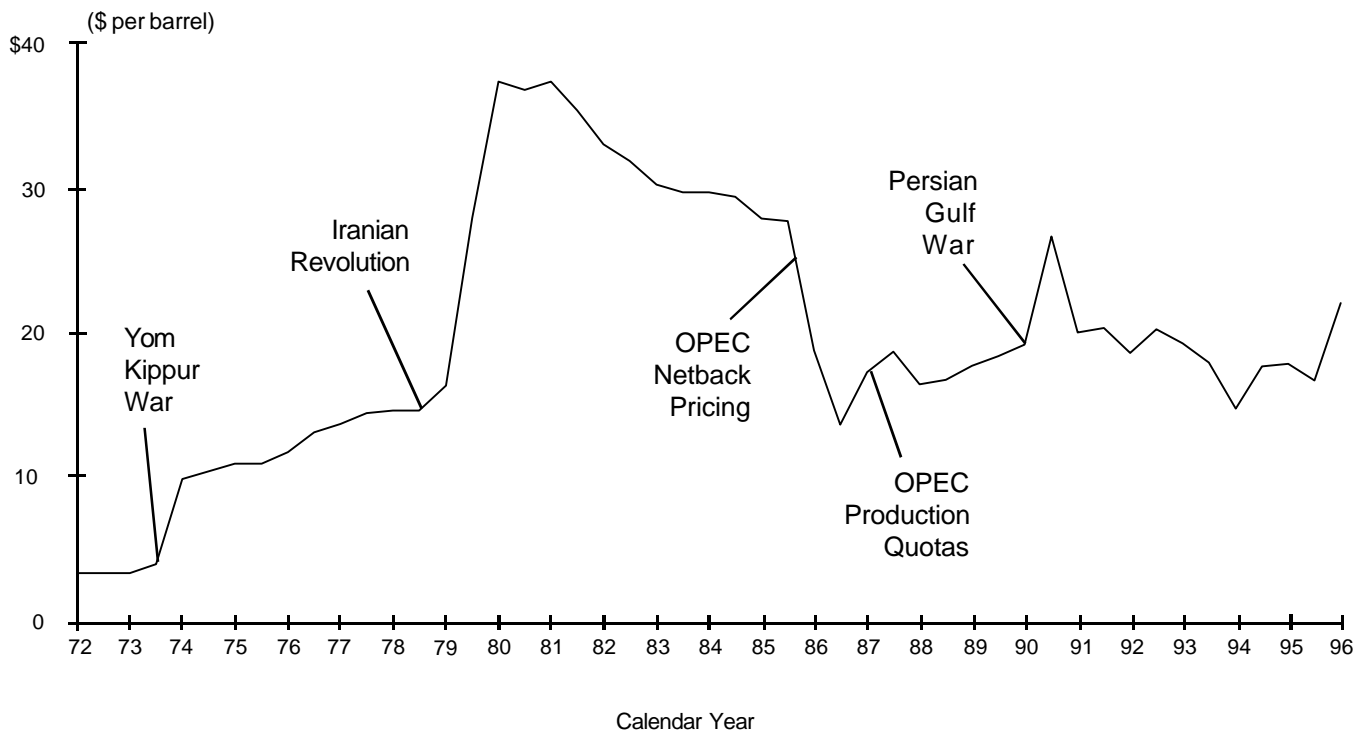 ($ per barrel)
$40
30
20
10
0
Yom
Kippur
War
Iranian
Revolution
OPEC
Netback
Pricing
Persian
Gulf
War
OPEC
Production
Quotas
72 73 74 75 76 77 78 79 80 81 82 83 84 85 86 87 88 89 90 91 92 93 94 95 96
Calendar Year